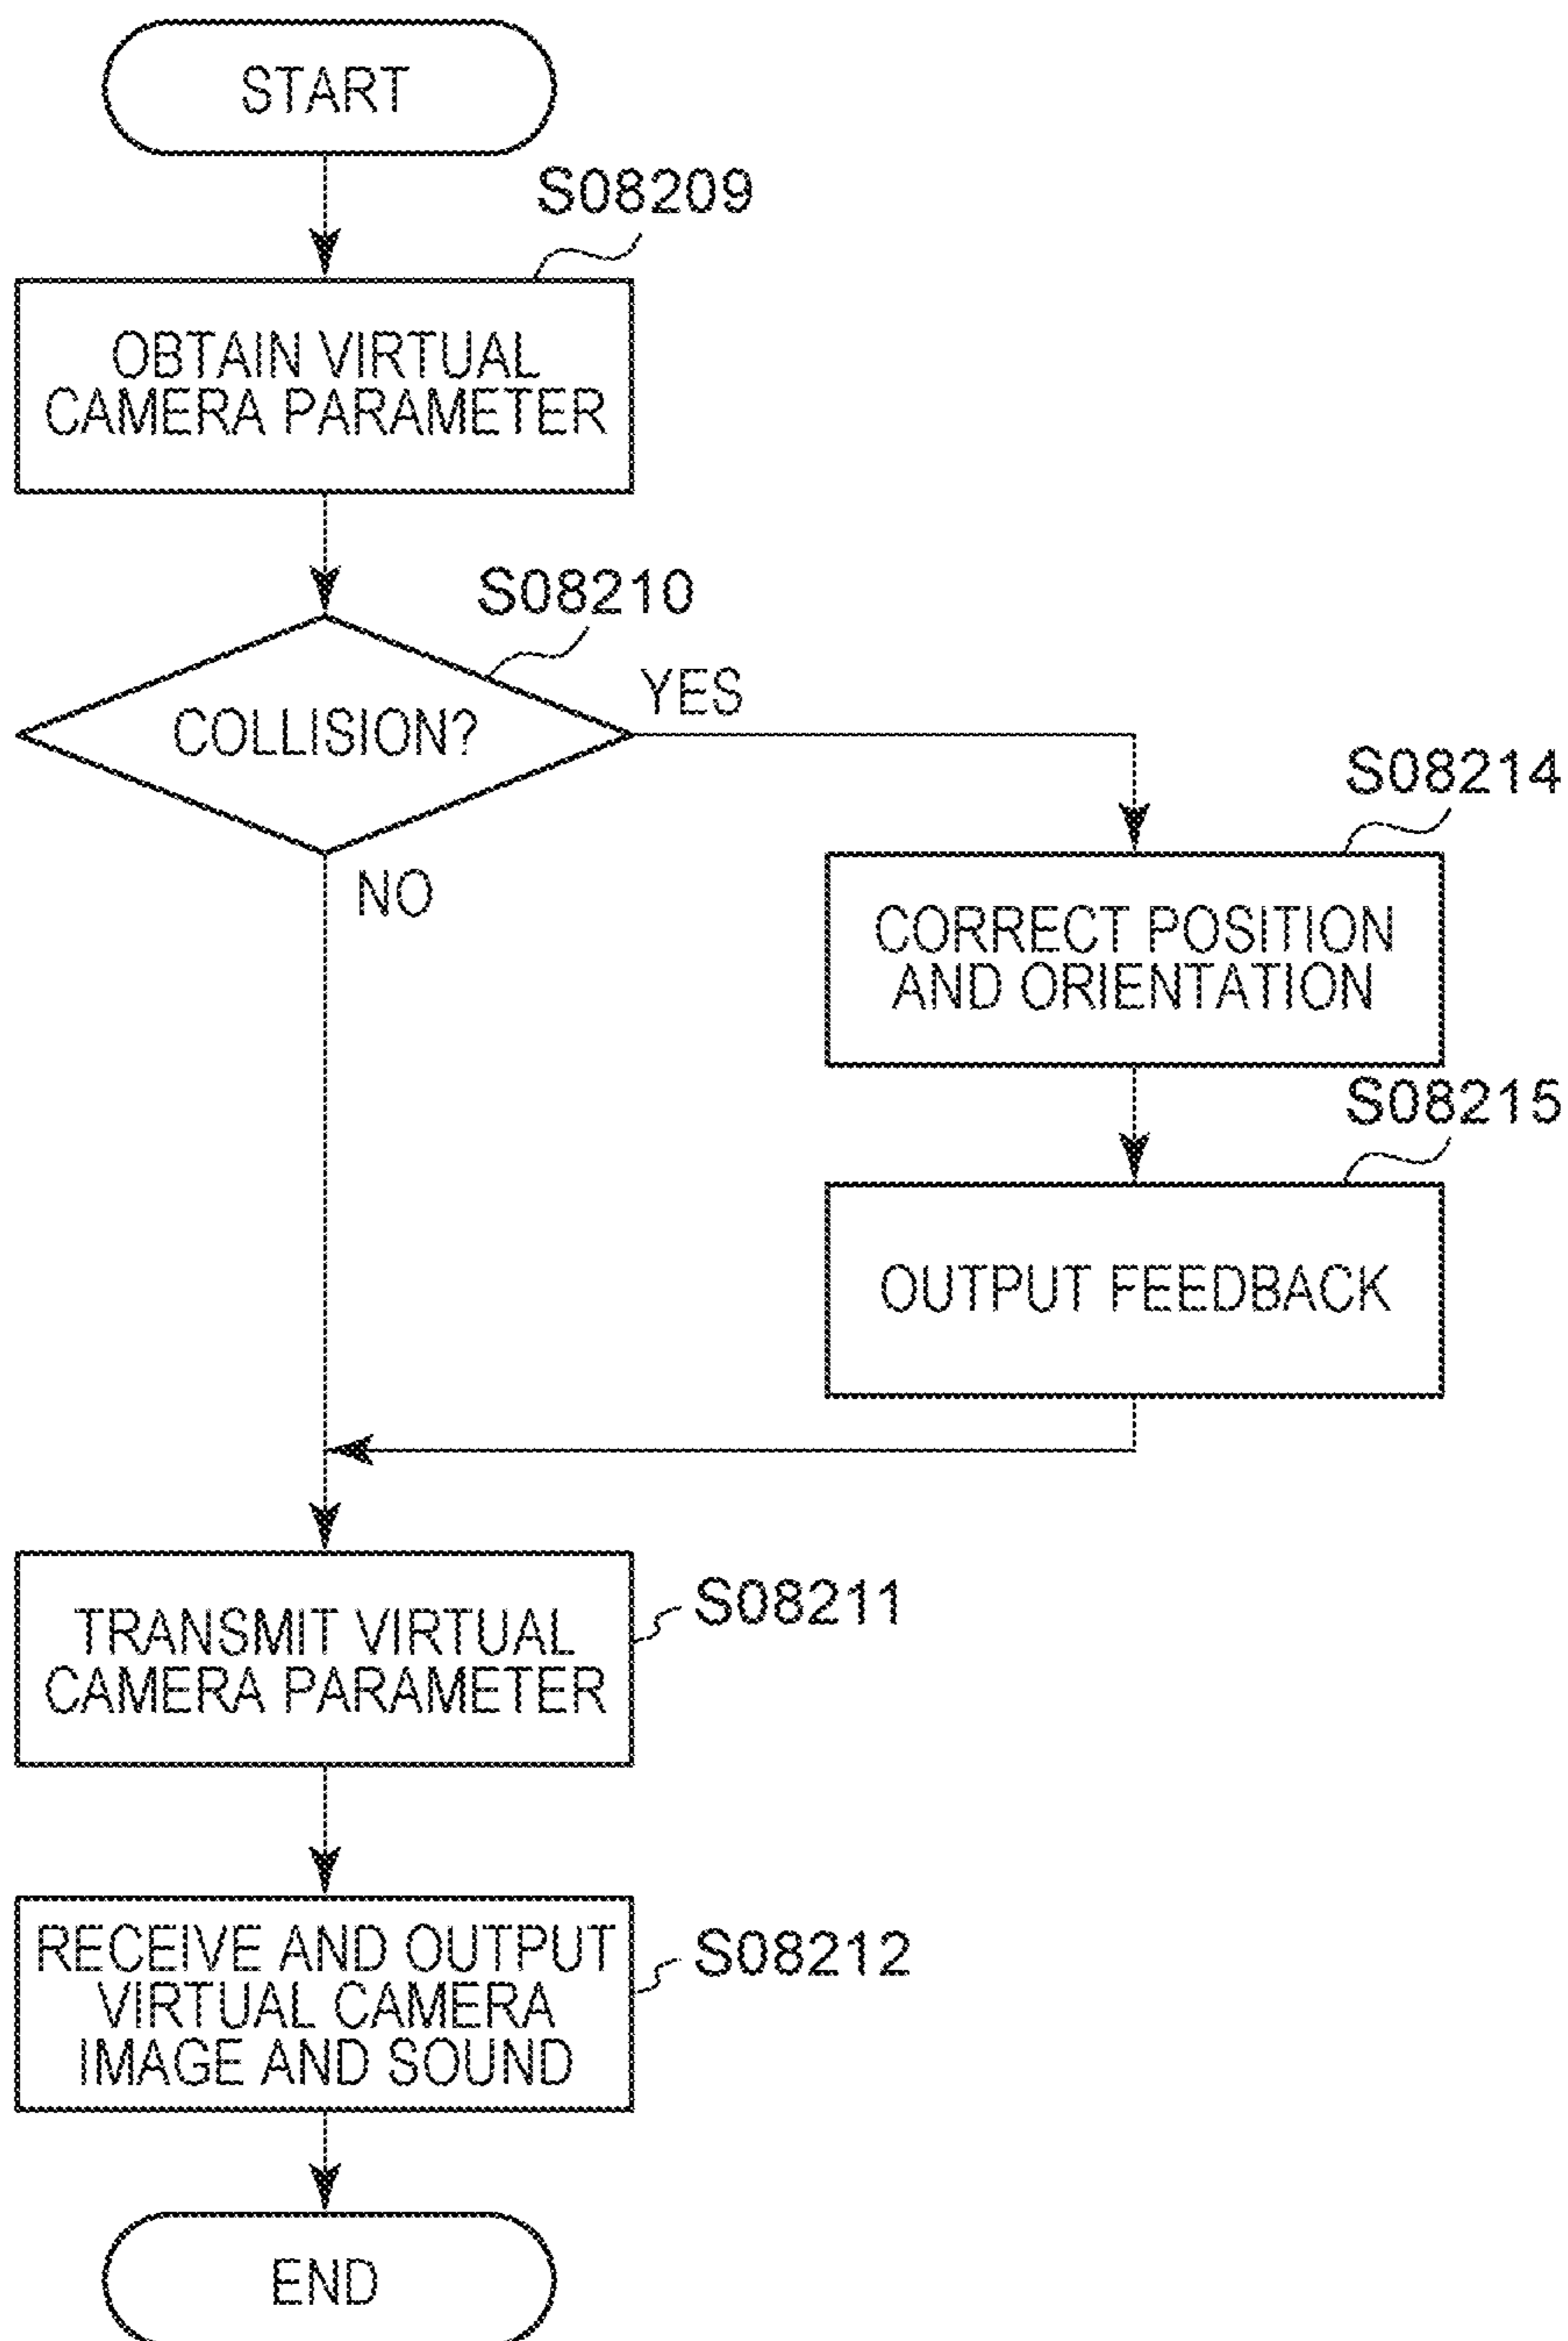 START
S08209
OBTAIN VIRTUAL
CAMERA PARAMETER
S08210
COLLISION?
YES
NO
S08214
CORRECT POSITION
AND ORIENTATION
S08215
OUTPUT FEEDBACK
TRANSMIT VIRTUAL
CAMERA PARAMETER
S08211
RECEIVE AND OUTPUT
VIRTUAL CAMERA
IMAGE AND SOUND
S08212
END